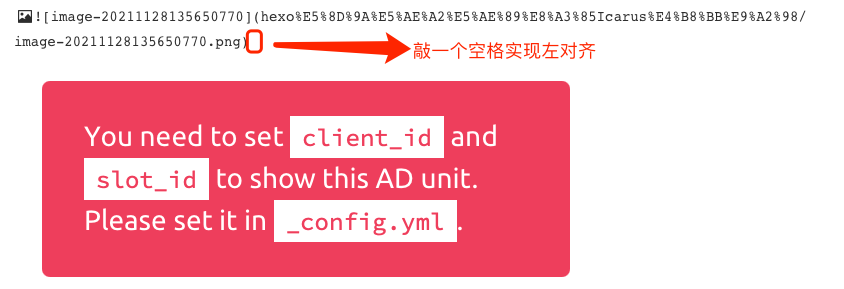 ![image-20211128135650770](hexo%E5%8D%9A%E5%AE%A2%E5%AE%89%E8%A3%85Icarus%E4%B8%BB%E9%A2%98/
image-20211128135650770.png)
敲一个空格实现左对齐
You need to set client_id and
slot_id to show this AD unit.
Please set it in _config.yml.